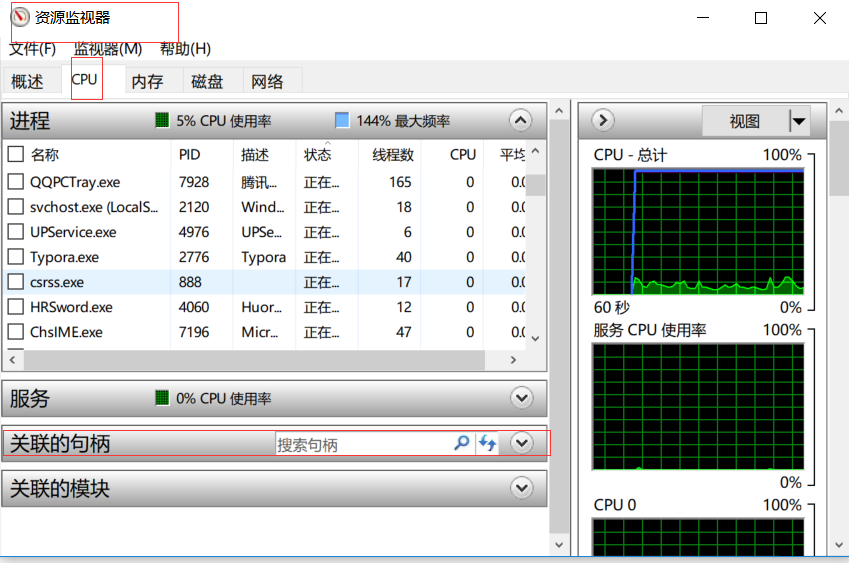 资源监视器
文件(F) 监视器(M) 帮助(H)
概述 CPU 内存 磁盘 网络
进程 5% CPU 使用率 144% 最大频率
名称 PID 描述 状态 线程数 CPU 平均
QQPCTray.exe 7928 腾讯... 正在... 165 0 0.0
svchost.exe (LocalS... 2120 Wind... 正在... 18 0 0.0
UPService.exe 4976 UPSe... 正在... 6 0 0.0
Typora.exe 2776 Typora 正在... 40 0 0.0
csrss.exe 888 正在... 17 0 0.0
HRSword.exe 4060 Huor... 正在... 12 0 0.0
ChsIME.exe 7196 Micr... 正在... 47 0 0.0
服务 0% CPU 使用率
关联的句柄 搜索句柄
关联的模块
视图
CPU - 总计 100%
60 秒 0%
服务 CPU 使用率 100%
0%
CPU 0 100%